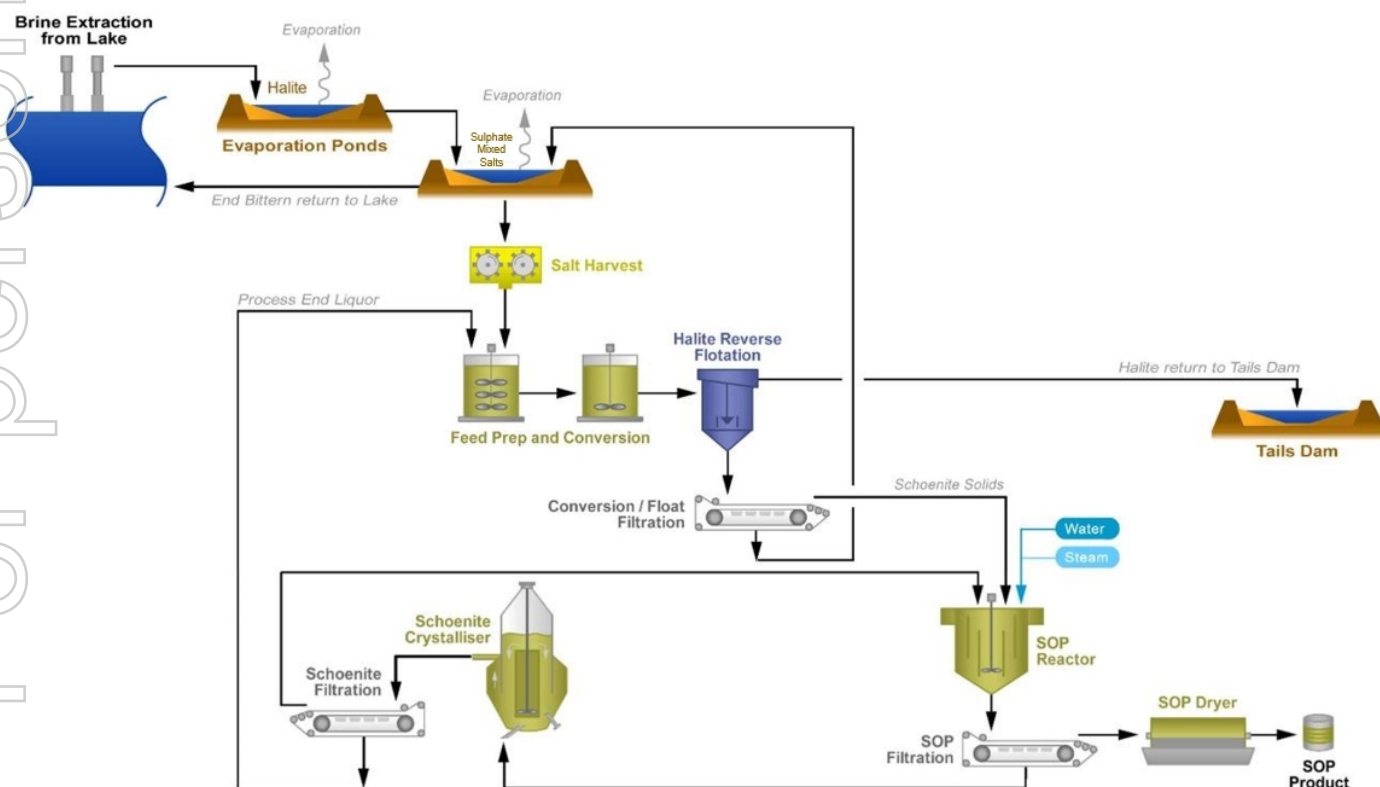 Brine Extraction
from Lake
Evaporation
Halite
Evaporation Ponds
Evaporation
Sulphate
Mixed
Salts
End Bittern return to Lake
Salt Harvest
Process End Liquor
Halite Reverse
Flotation
Halite return to Tails Dam
Feed Prep and Conversion
Tails Dam
Schoenite Solids
Conversion / Float
Filtration
Water
Steam
Schoenite
Crystalliser
SOP
Reactor
Schoenite
Filtration
SOP Dryer
SOP
Filtration
SOP
Product